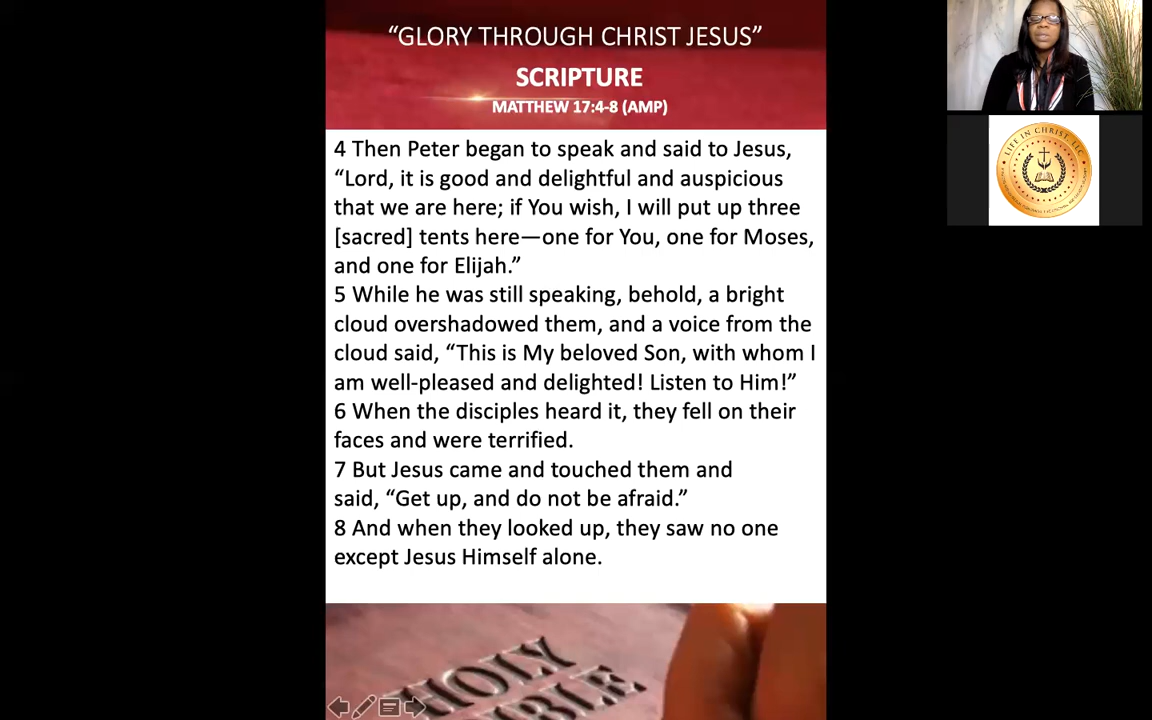 “GLORY THROUGH CHRIST JESUS”
SCRIPTURE
MATTHEW 17:4-8 (AMP)
4 Then Peter began to speak and said to Jesus,
“Lord, it is good and delightful and auspicious
that we are here; if You wish, I will put up three
[sacred] tents here—one for You, one for Moses,
and one for Elijah.”
5 While he was still speaking, behold, a bright
cloud overshadowed them, and a voice from the
cloud said, “This is My beloved Son, with whom I
am well-pleased and delighted! Listen to Him!”
6 When the disciples heard it, they fell on their
faces and were terrified.
7 But Jesus came and touched them and
said, “Get up, and do not be afraid.”
8 And when they looked up, they saw no one
except Jesus Himself alone.
HOLY
BIBLE
LIFE IN CHRIST, LLC